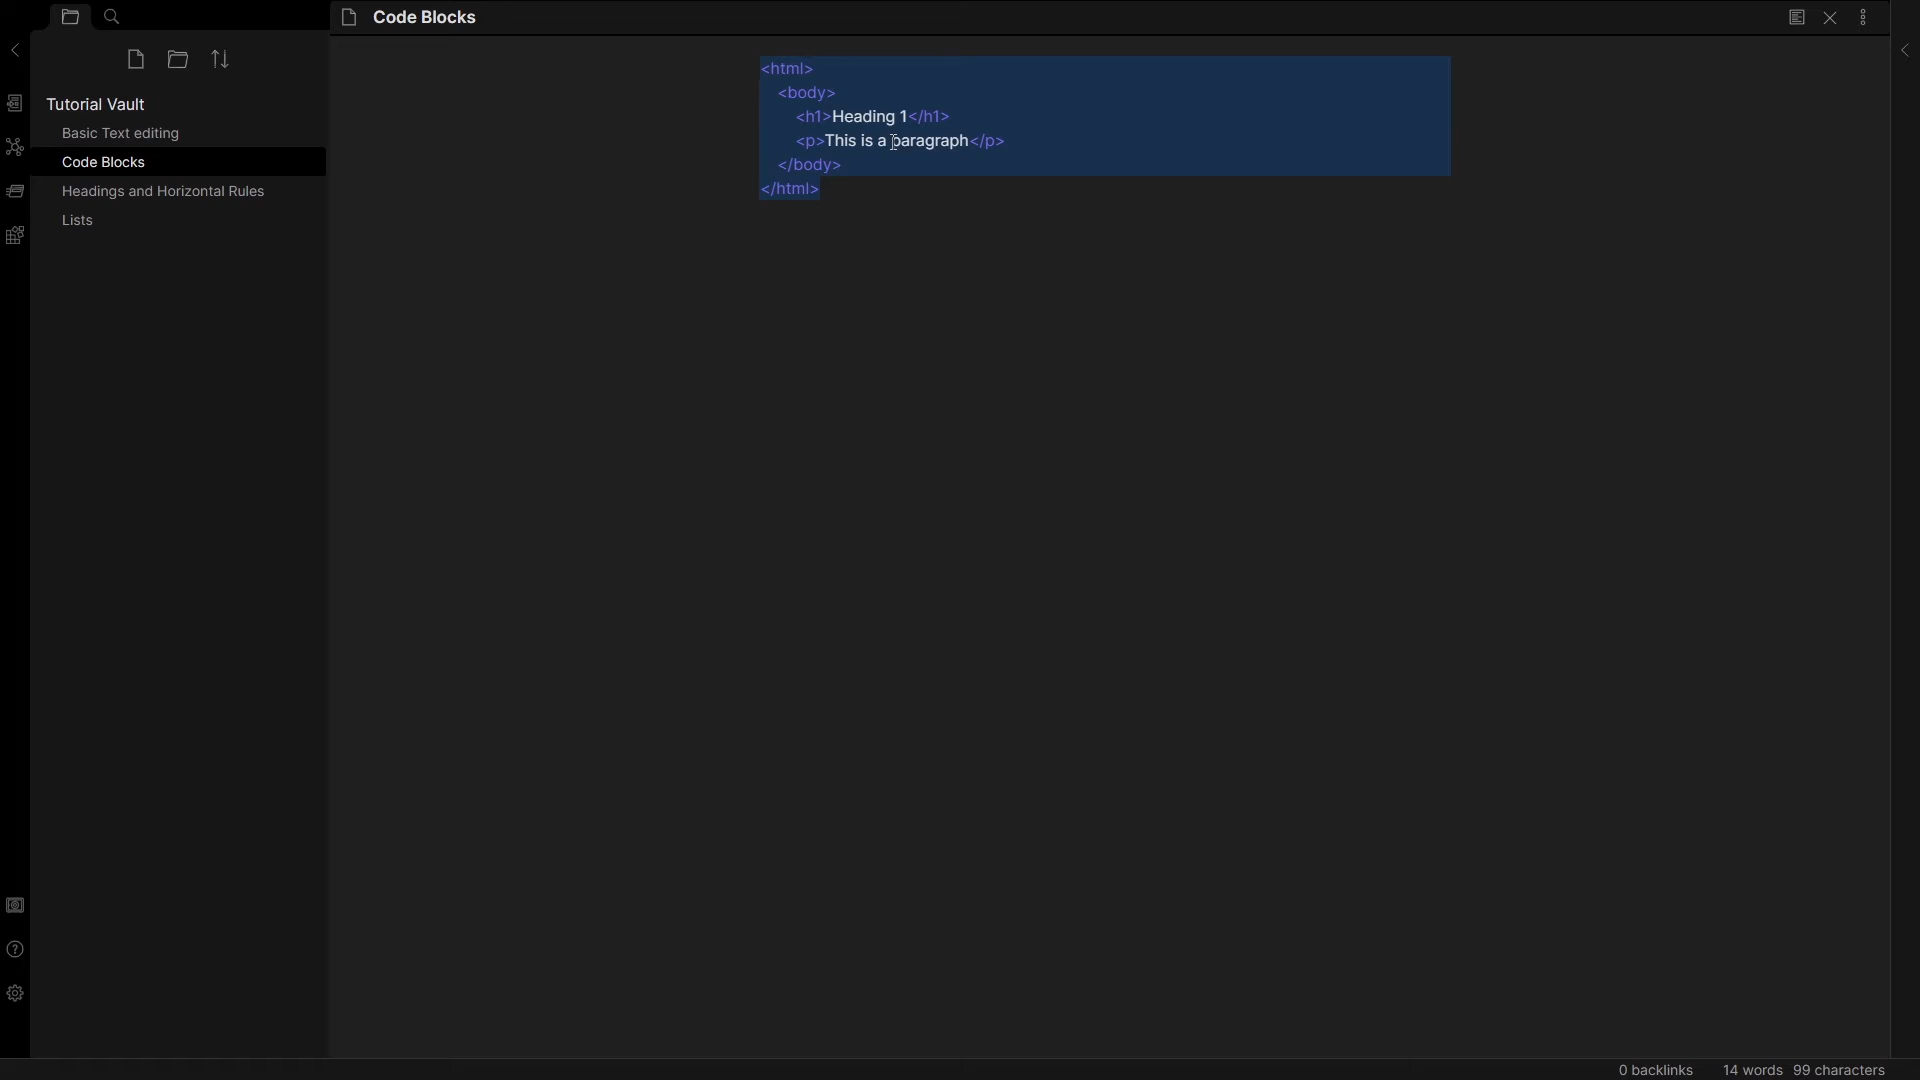 Code Blocks
Tutorial Vault
Basic Text editing
Code Blocks
Headings and Horizontal Rules
Lists
<html>
<body>
<h1>Heading 1</h1>
<p>This is a paragraph</p>
</body>
</html>
0 backlinks 14 words 99 characters